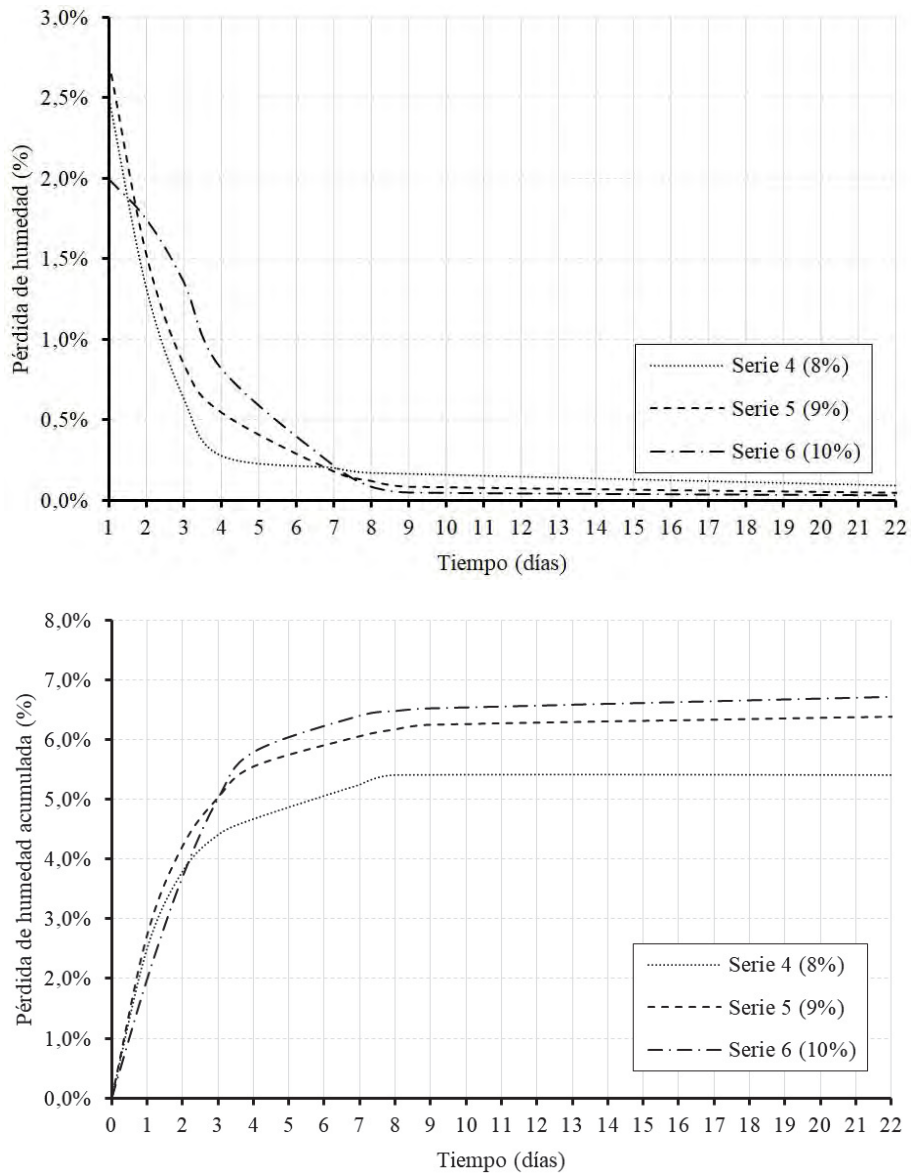 3,0%
2,5%
2,0%
1,5%
1,0%
0,5%
0,0%
Pérdida de humedad (%)
Serie 4 (8%)
Serie 5 (9%)
Serie 6 (10%)
1 2 3 4 5 6 7 8 9 10 11 12 13 14 15 16 17 18 19 20 21 22
Tiempo (días)
8,0%
7,0%
6,0%
5,0%
4,0%
3,0%
2,0%
1,0%
0,0%
Pérdida de humedad acumulada (%)
Serie 4 (8%)
Serie 5 (9%)
Serie 6 (10%)
0 1 2 3 4 5 6 7 8 9 10 11 12 13 14 15 16 17 18 19 20 21 22
Tiempo (días)